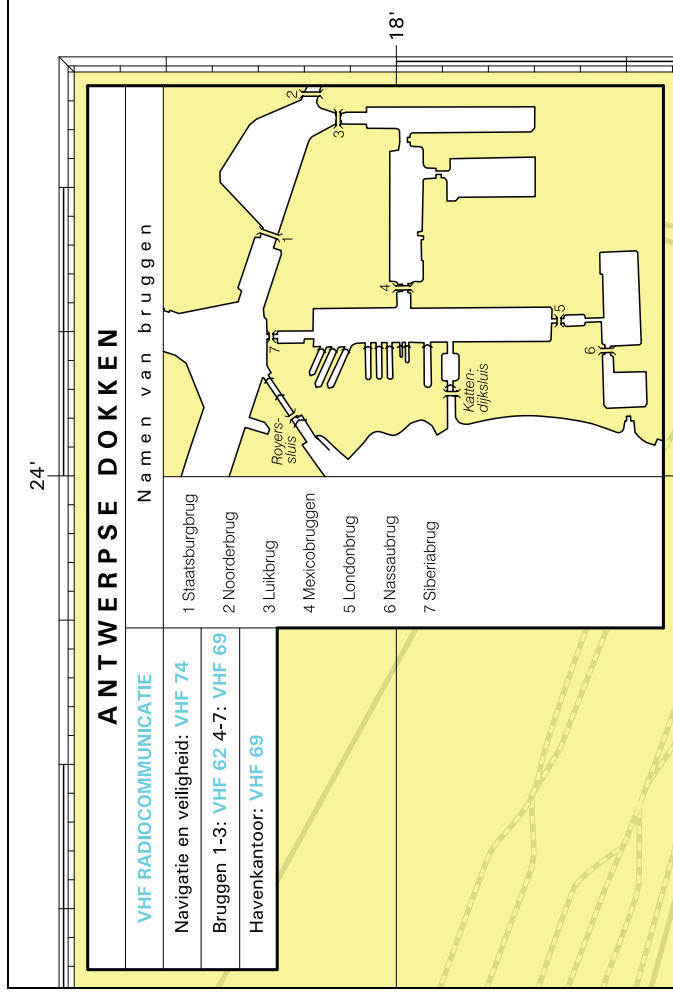 ANTWERPSE DOKKEN
VHF RADIOCOMMUNICATIE
Navigatie en veiligheid: VHF 74
Bruggen 1-3: VHF 62 4-7: VHF 69
Havenkantoor: VHF 69
Namen van bruggen
1 Staatsburgbrug
2 Noorderbrug
3 Luikbrug
4 Mexicobruggen
5 Londonbrug
6 Nassaubrug
7 Siberiabrug
Royers-
sluis
Katten-
dijksluis
1
2
3
4
5
6
7
24'
18'